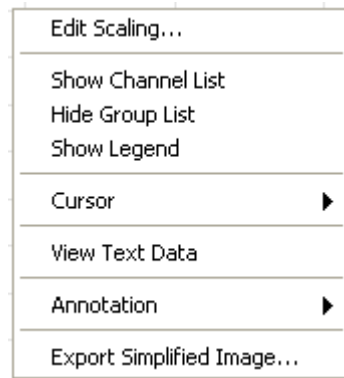 Edit Scaling...
Show Channel List
Hide Group List
Show Legend
Cursor
View Text Data
Annotation
Export Simplified Image...